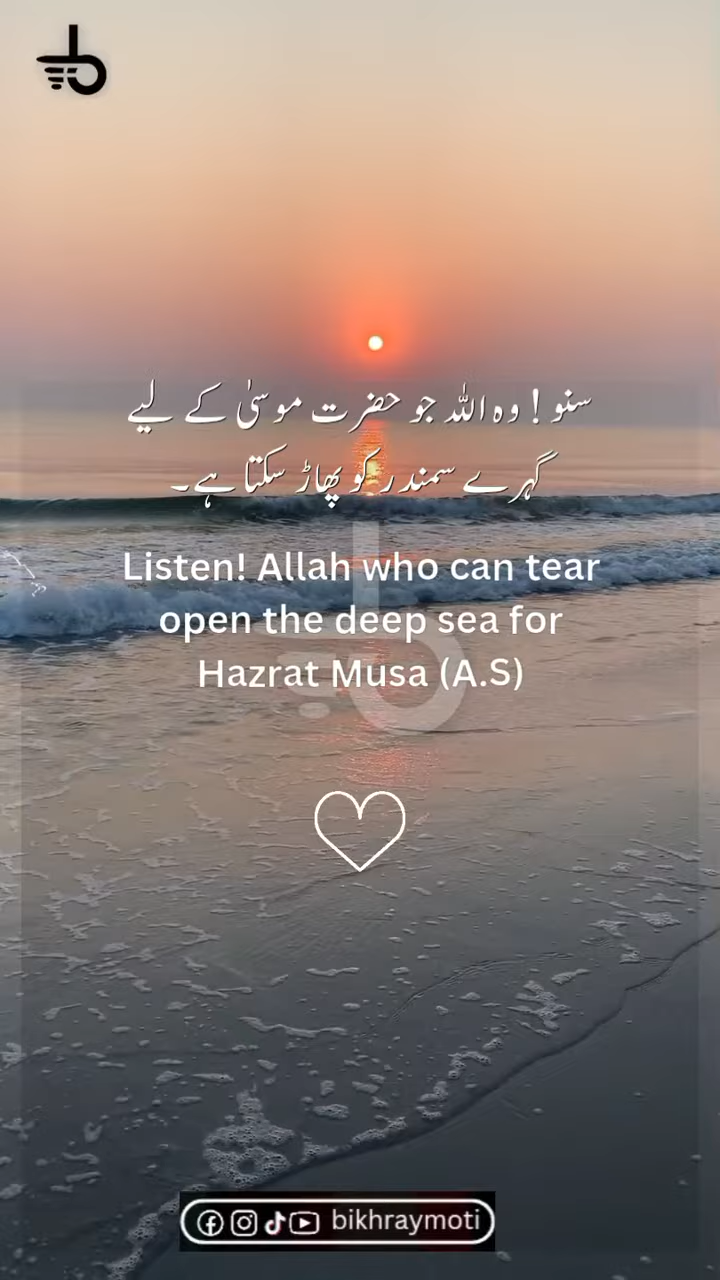 سنو! وہ اللہ جو حضرت موسیٰ کے لیے
گہرے سمندر کو پھاڑ سکتا ہے۔
Listen! Allah who can tear
open the deep sea for
Hazrat Musa (A.S)
bikhraymoti